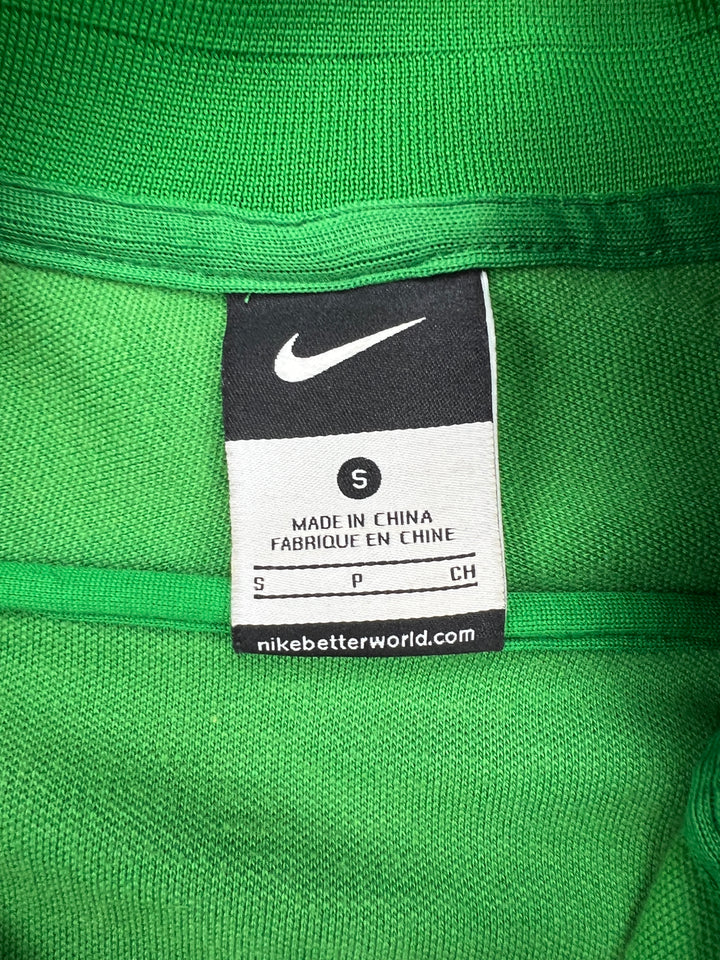 S
MADE IN CHINA
FABRIQUE EN CHINE
S P CH
nikebetterworld.com